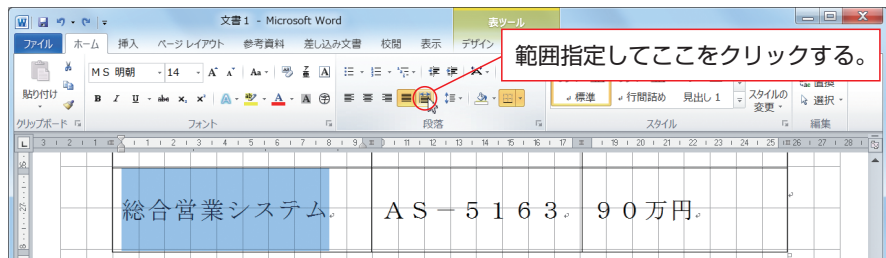 文書1 - Microsoft Word
表ツール
ファイル ホーム 挿入 ページ レイアウト 参考資料 差し込み文書 校閲 表示 デザイン
範囲指定してここをクリックする。
ＭＳ 明朝 14
Aa
貼り付け
B I U abc x₂ x² A A A
標準 行間詰め 見出し 1 スタイルの変更
置換
選択
クリップボード フォント 段落 スタイル 編集
総合営業システム ＡＳ－５１６３ ９０万円